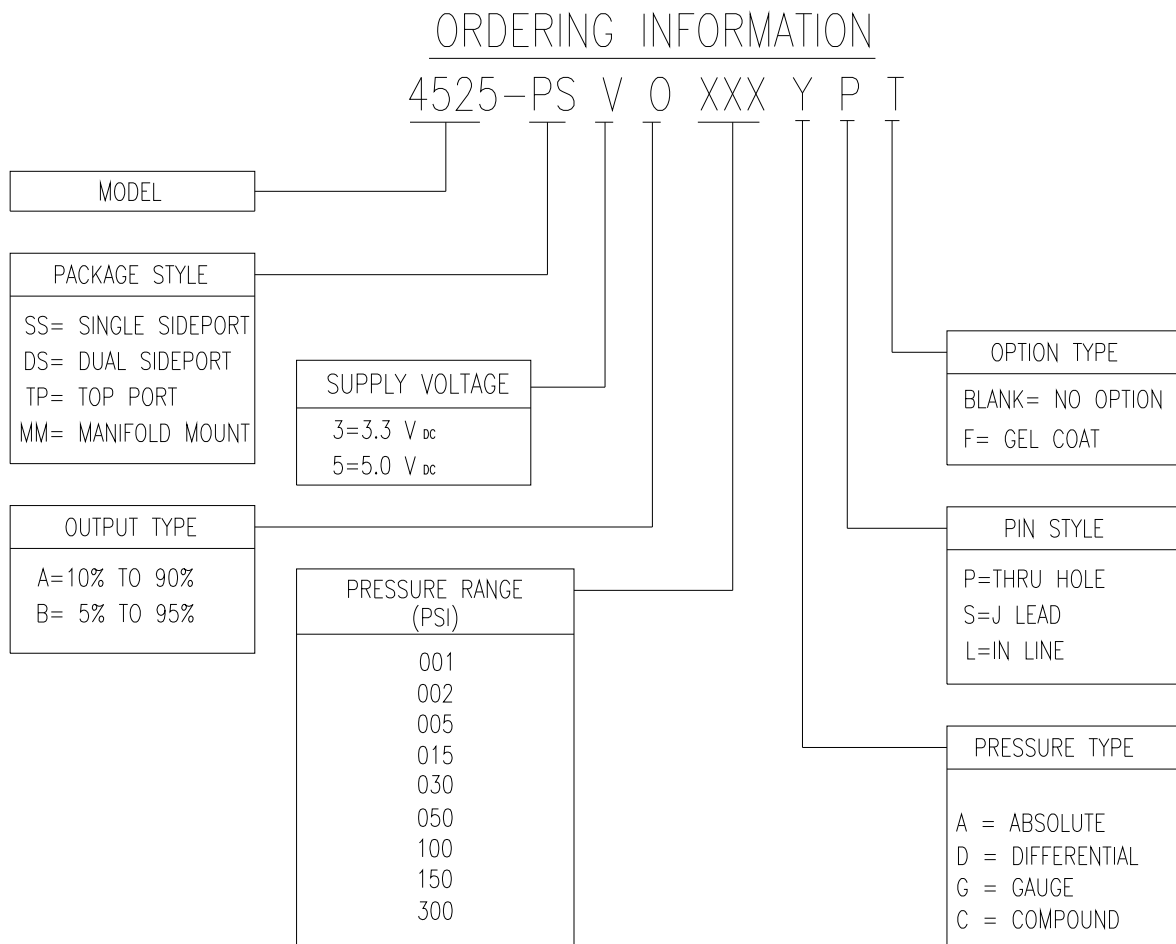 ORDERING INFORMATION
4525-PS V O XXX Y P T
MODEL
PACKAGE STYLE
SS= SINGLE SIDEPORT
DS= DUAL SIDEPORT
TP= TOP PORT
MM= MANIFOLD MOUNT
SUPPLY VOLTAGE
3=3.3 V DC
5=5.0 V DC
OUTPUT TYPE
A=10% TO 90%
B= 5% TO 95%
PRESSURE RANGE
(PSI)
001
002
005
015
030
050
100
150
300
OPTION TYPE
BLANK= NO OPTION
F= GEL COAT
PIN STYLE
P=THRU HOLE
S=J LEAD
L=IN LINE
PRESSURE TYPE
A = ABSOLUTE
D = DIFFERENTIAL
G = GAUGE
C = COMPOUND